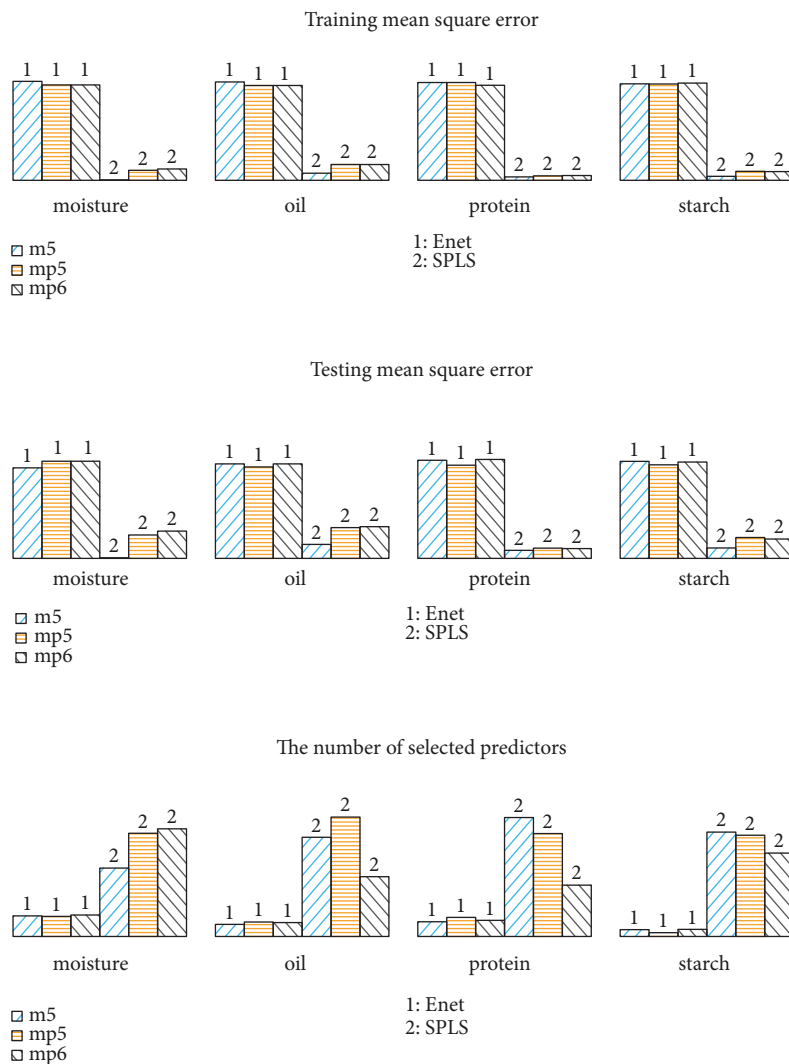 Training mean square error
1 1 1 2 2 2
1 1 1 2 2 2
1 1 1 2 2 2
1 1 1 2 2 2
moisture oil protein starch
m5
mp5
mp6
1: Enet
2: SPLS
Testing mean square error
1 1 1 2 2 2
1 1 1 2 2 2
1 1 1 2 2 2
1 1 1 2 2 2
moisture oil protein starch
m5
mp5
mp6
1: Enet
2: SPLS
The number of selected predictors
1 1 1 2 2 2
1 1 1 2 2 2
1 1 1 2 2 2
1 1 1 2 2 2
moisture oil protein starch
m5
mp5
mp6
1: Enet
2: SPLS